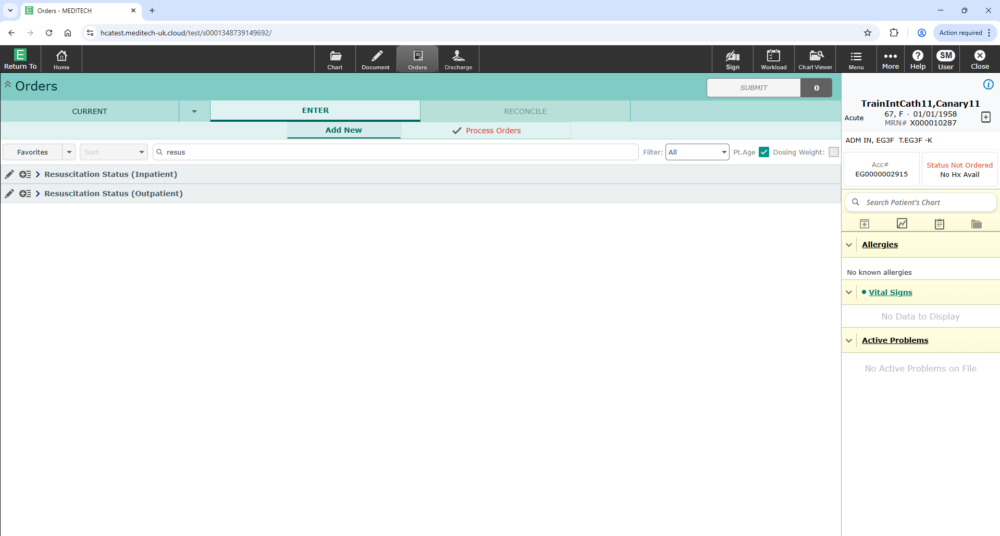 Orders - MEDITECH
hcatest.meditech-uk.cloud/test/s0001348739149692/
Action required
E
Return To
Home
Chart
Document
Orders
Discharge
Sign
Workload
Chart Viewer
Menu
More
Help
SM
User
Close
Orders
SUBMIT
0
CURRENT
ENTER
RECONCILE
Add New
Process Orders
Favorites
Sort
resus
Filter:
All
Pt.Age
Dosing Weight:
Resuscitation Status (Inpatient)
Resuscitation Status (Outpatient)
TrainIntCath11,Canary11
67, F · 01/01/1958
Acute
MRN# X000010287
ADM IN, EG3F T.EG3F -K
Acc#
EG0000002915
Status Not Ordered
No Hx Avail
Search Patient's Chart
Allergies
No known allergies
Vital Signs
No Data to Display
Active Problems
No Active Problems on File